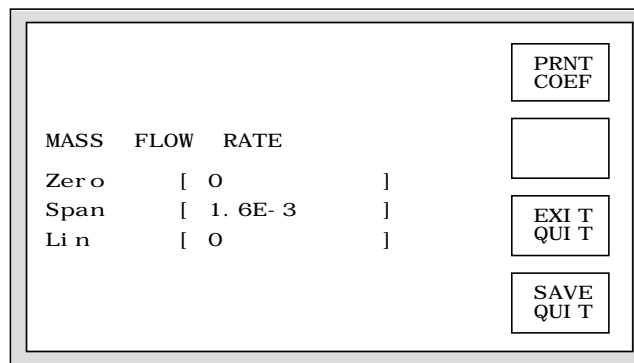 PRNT
COEF
MASS FLOW RATE
Zero [ 0 ]
Span [ 1.6E-3 ]
Lin [ 0 ]
EXIT
QUIT
SAVE
QUIT